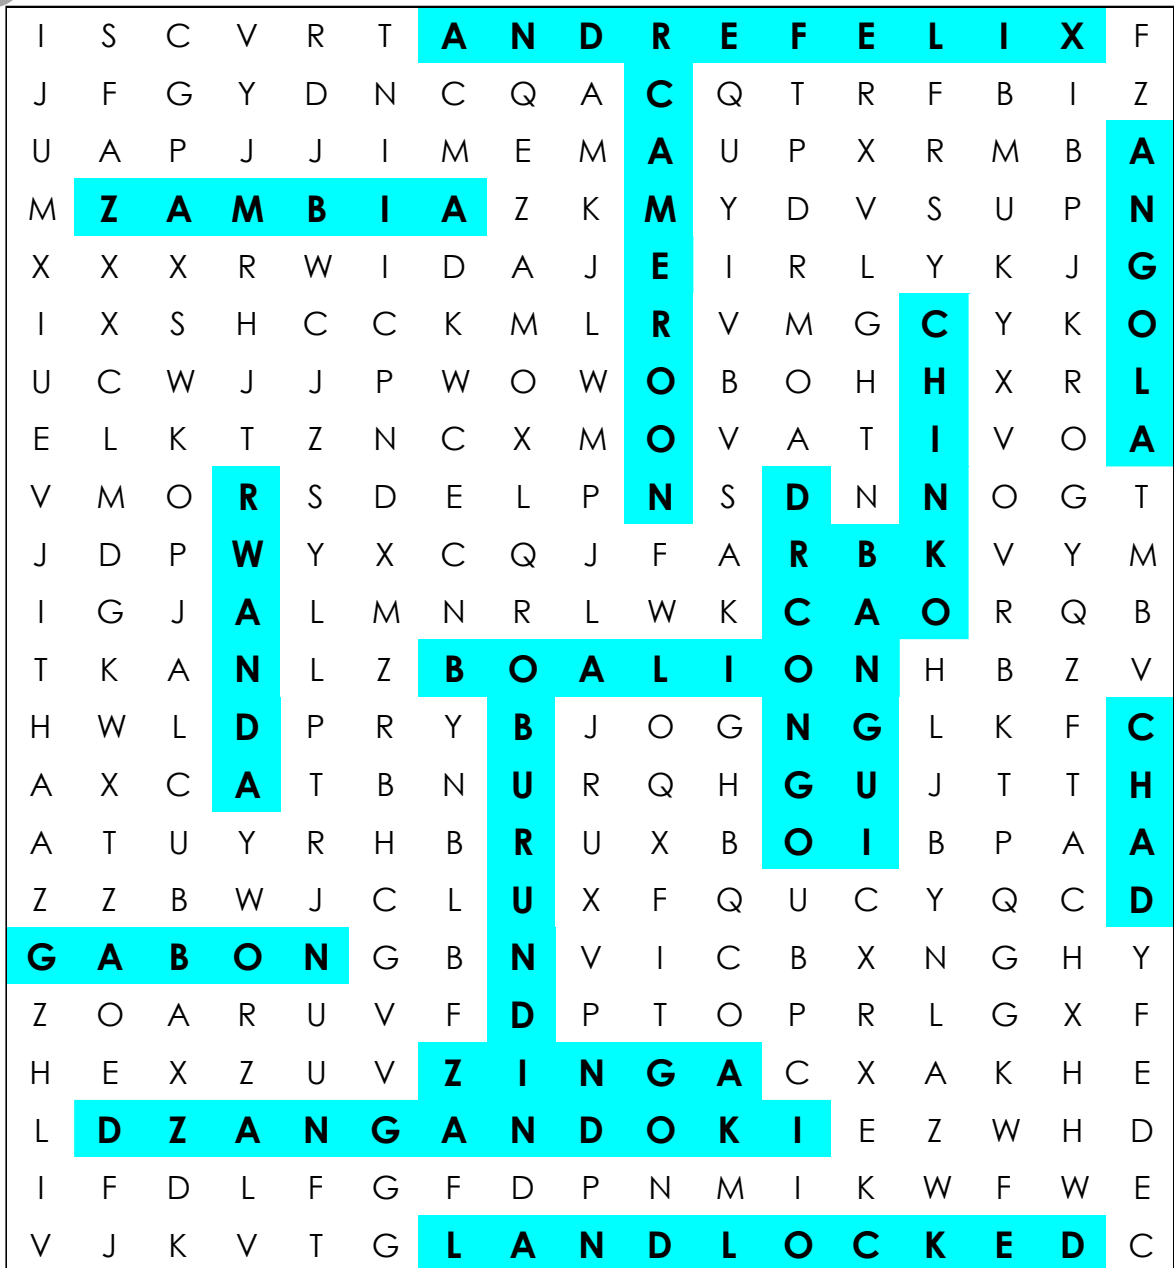 I S C V R T A N D R E F E L I X F
J F G Y D N C Q A C Q T R F B I Z
U A P J J I M E M A U P X R M B A
M Z A M B I A Z K M Y D V S U P N
X X X R W I D A J E I R L Y K J G
I X S H C C K M L R V M G C Y K O
U C W J J P W O W O B O H H X R L
E L K T Z N C X M O V A T I V O A
V M O R S D E L P N S D N N O G T
J D P W Y X C Q J F A R B K V Y M
I G J A L M N R L W K C A O R Q B
T K A N L Z B O A L I O N H B Z V
H W L D P R Y B J O G N G L K F C
A X C A T B N U R Q H G U J T T H
A T U Y R H B R U X B O I B P A A
Z Z B W J C L U X F Q U C Y Q C D
G A B O N G B N V I C B X N G H Y
Z O A R U V F D P T O P R L G X F
H E X Z U V Z I N G A C X A K H E
L D Z A N G A N D O K I E Z W H D
I F D L F G F D P N M I K W F W E
V J K V T G L A N D L O C K E D C